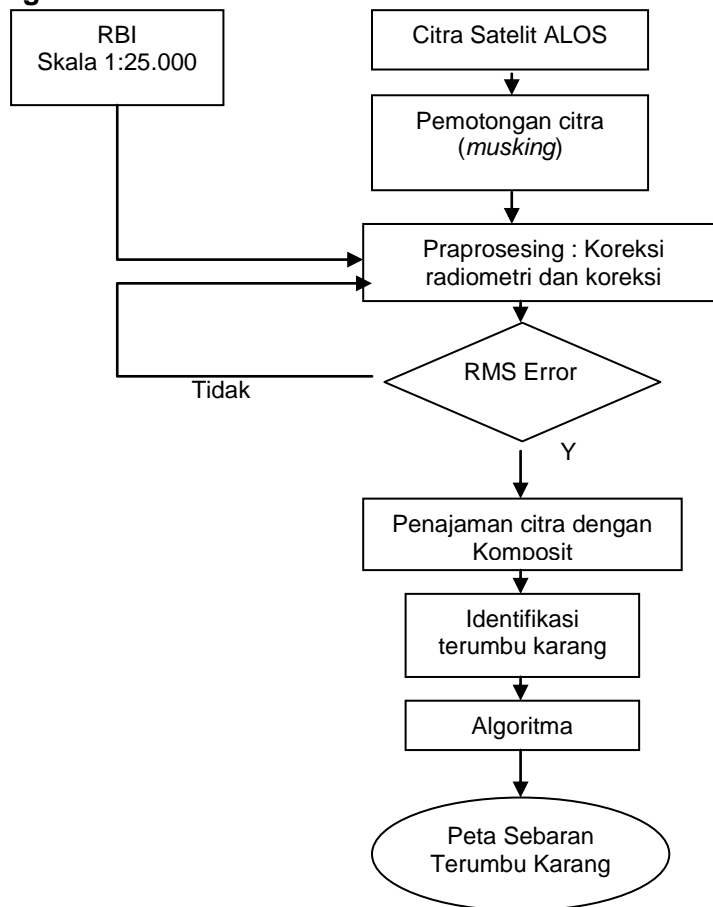 g
RBI
Skala 1:25.000
Citra Satelit ALOS
Pemotongan citra
(musking)
Praprosesing : Koreksi
radiometri dan koreksi
RMS Error
Tidak
Y
Penajaman citra dengan
Komposit
Identifikasi
terumbu karang
Algoritma
Peta Sebaran
Terumbu Karang